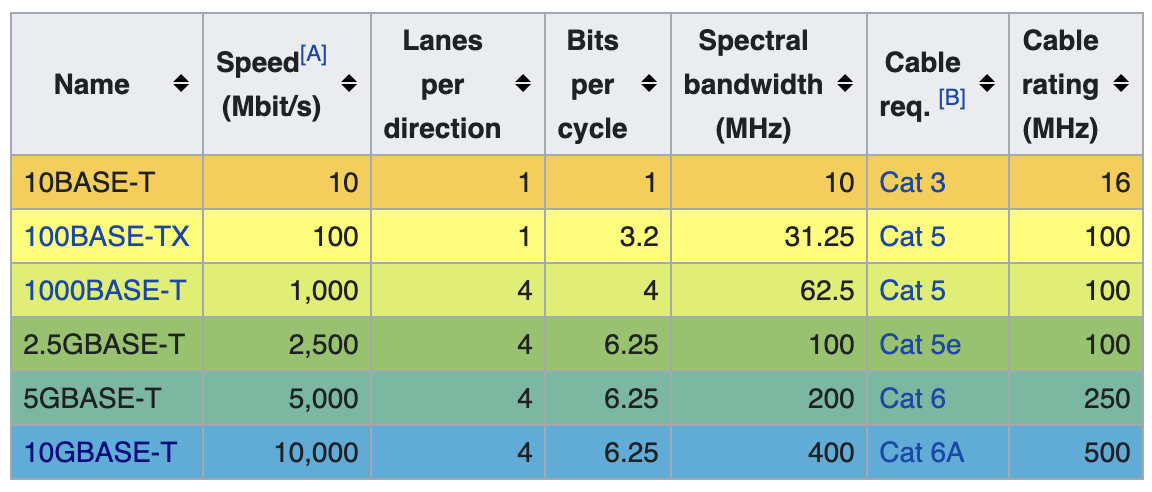 Name Speed[A] (Mbit/s) Lanes per direction Bits per cycle Spectral bandwidth (MHz) Cable req. [B] Cable rating (MHz)
10BASE-T 10 1 1 10 Cat 3 16
100BASE-TX 100 1 3.2 31.25 Cat 5 100
1000BASE-T 1,000 4 4 62.5 Cat 5 100
2.5GBASE-T 2,500 4 6.25 100 Cat 5e 100
5GBASE-T 5,000 4 6.25 200 Cat 6 250
10GBASE-T 10,000 4 6.25 400 Cat 6A 500